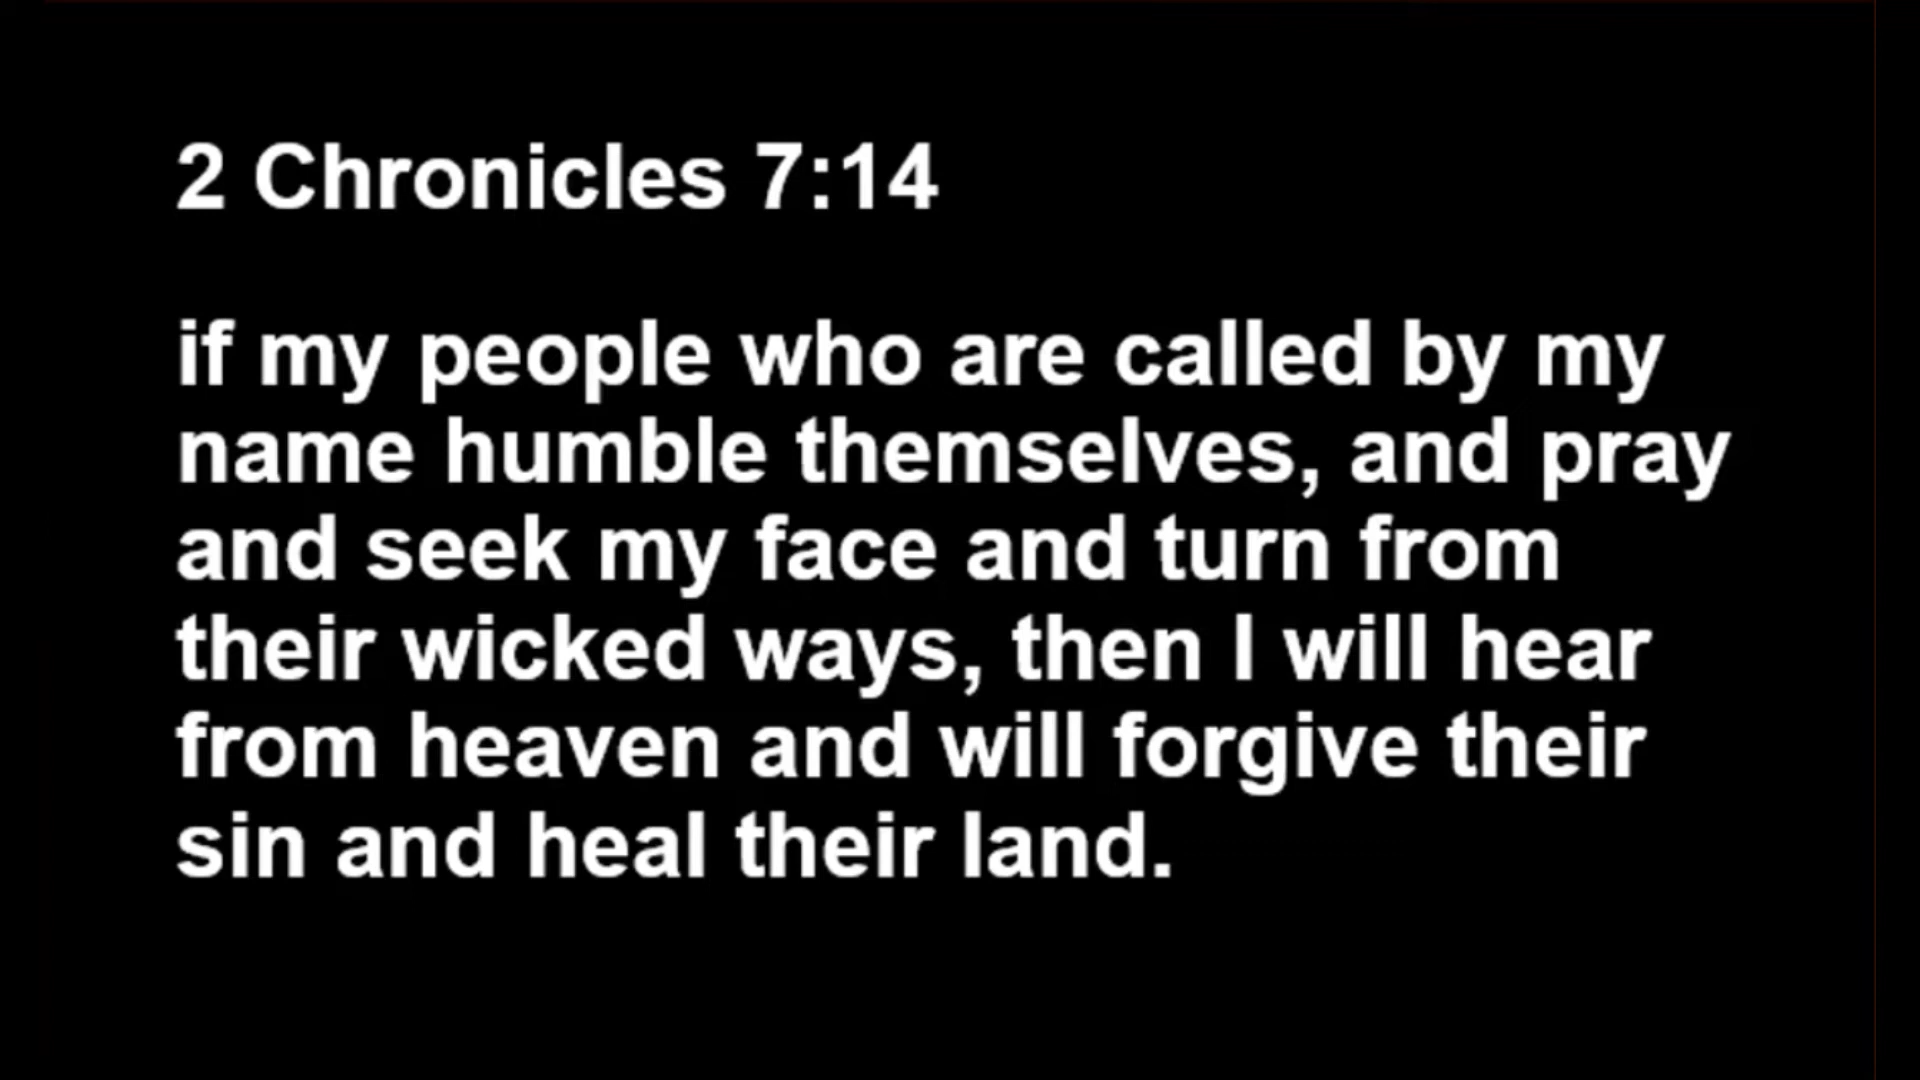 2 Chronicles 7:14
if my people who are called by my
name humble themselves, and pray
and seek my face and turn from
their wicked ways, then I will hear
from heaven and will forgive their
sin and heal their land.